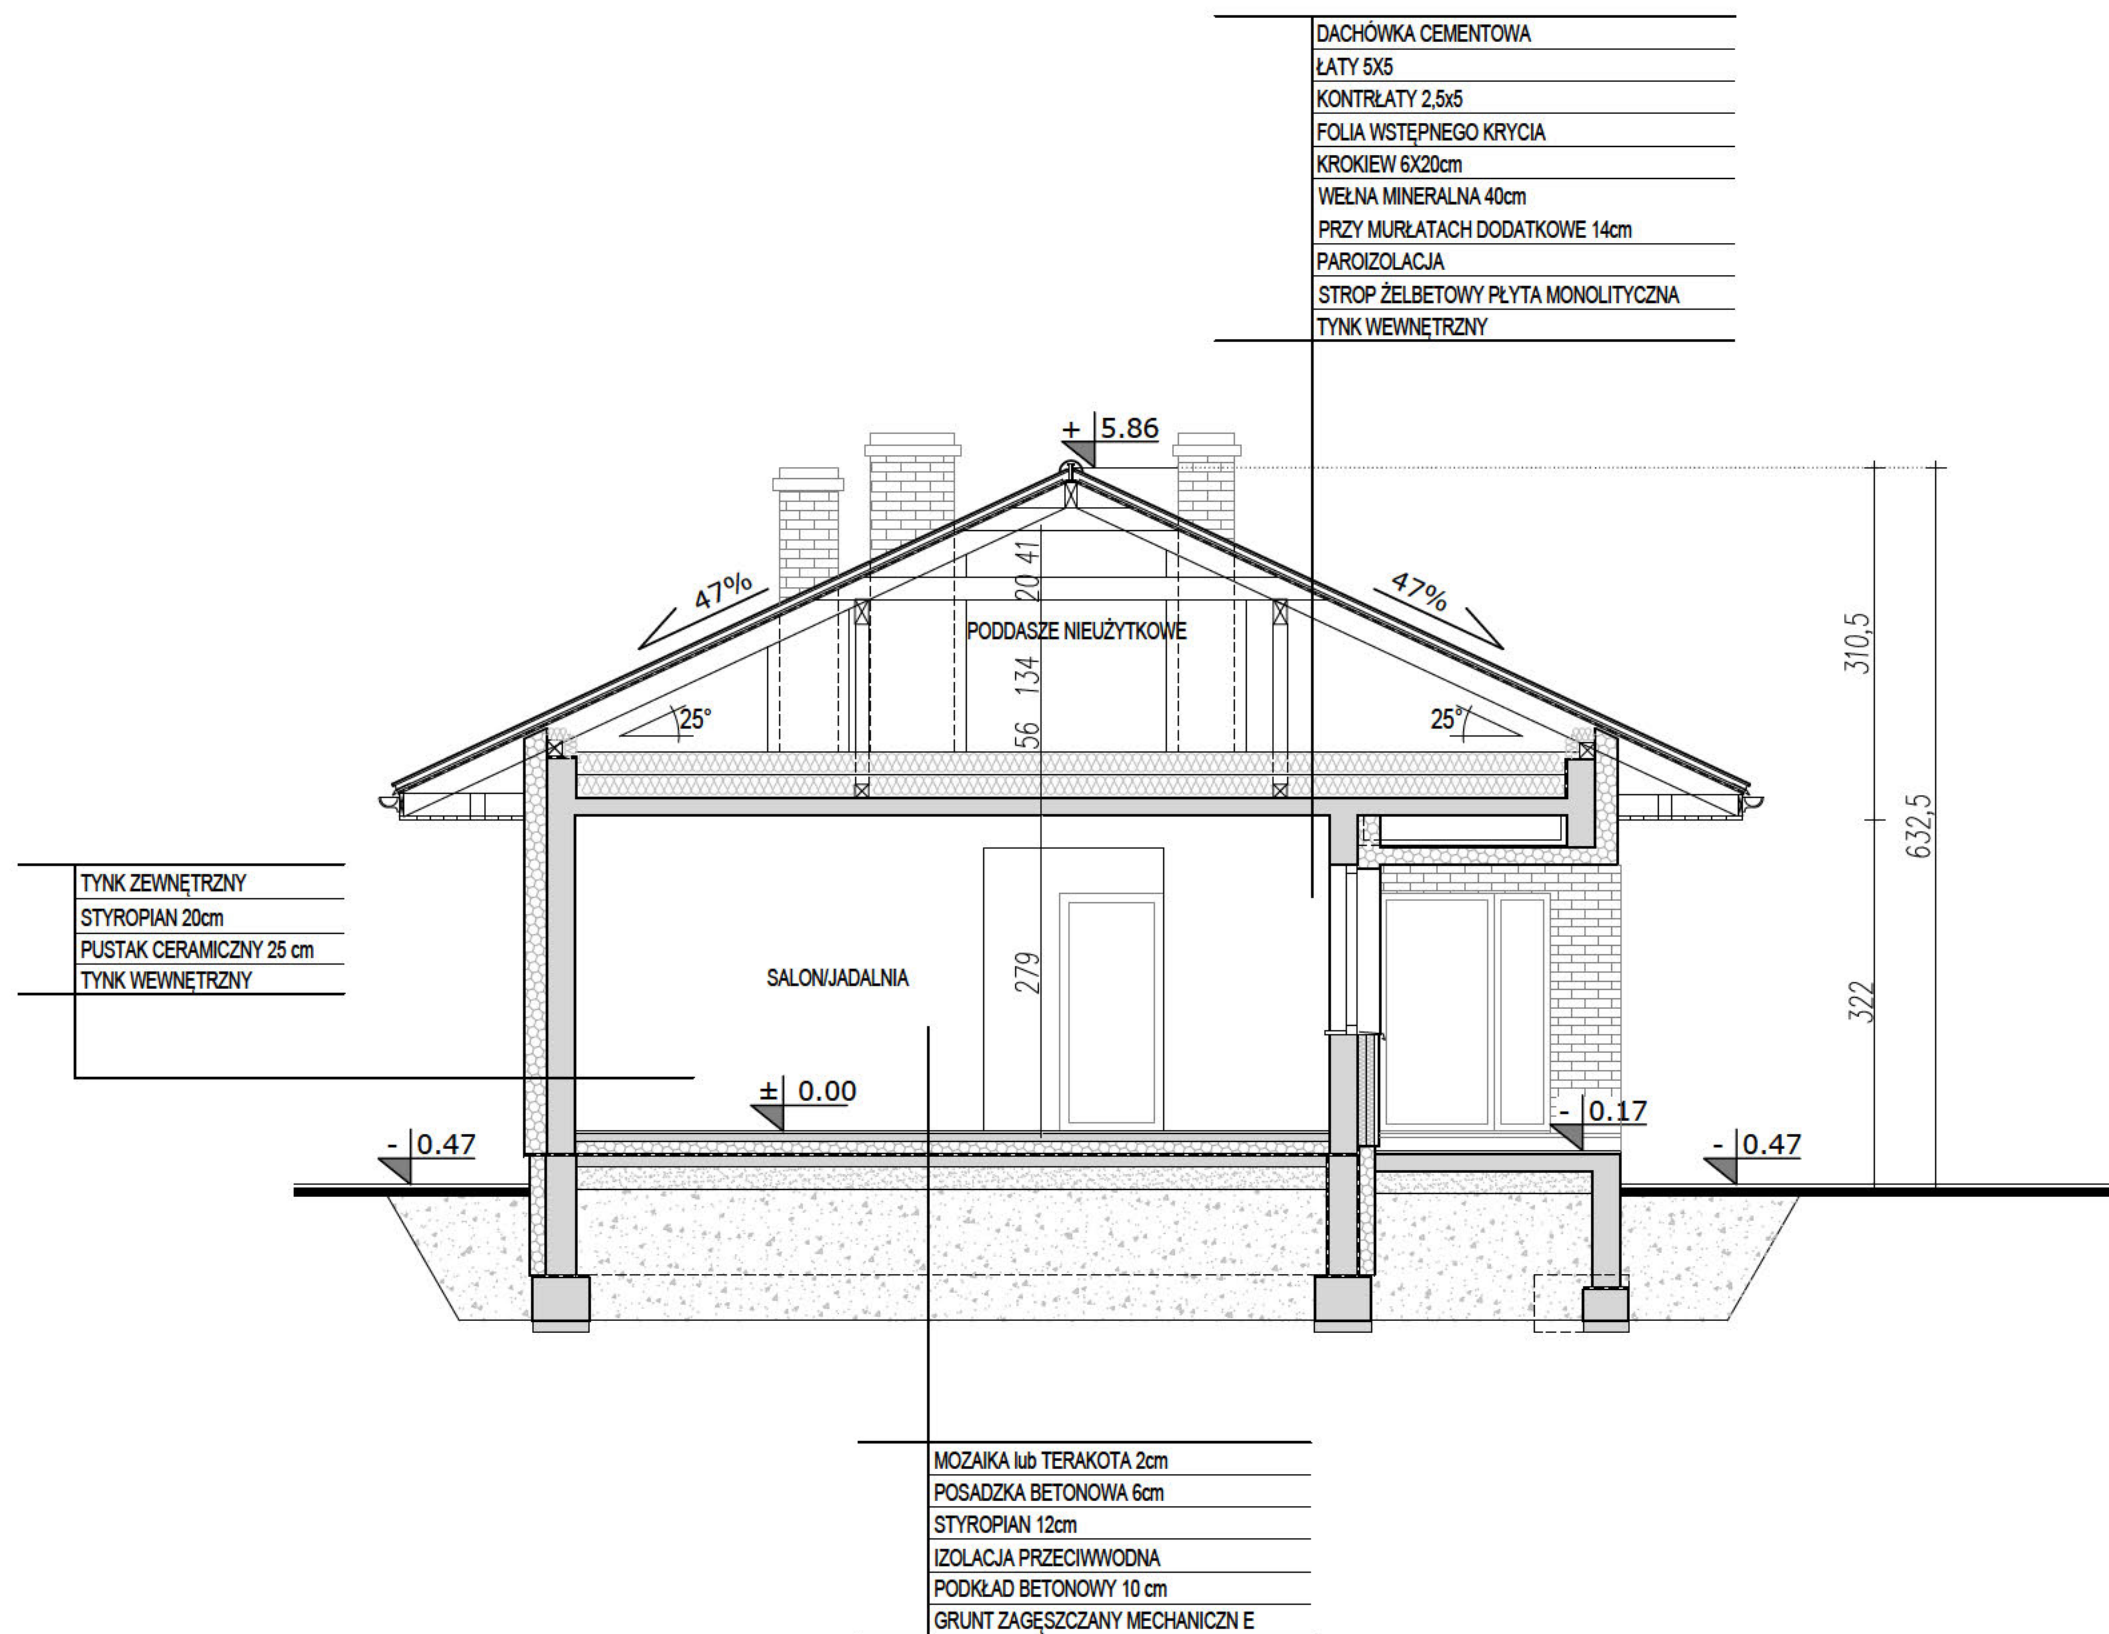 DACHÓWKA CEMENTOWA
ŁATY 5X5
KONTRŁATY 2,5x5
FOLIA WSTĘPNEGO KRYCIA
KROKIEW 6X20cm
WEŁNA MINERALNA 40cm
PRZY MURŁATACH DODATKOWE 14cm
PAROIZOLACJA
STROP ŻELBETOWY PŁYTA MONOLITYCZNA
TYNK WEWNĘTRZNY
+ 5.86
47%
47%
41
20
PODDASZE NIEUŻYTKOWE
134
56
25°
25°
310,5
632,5
322
TYNK ZEWNĘTRZNY
STYROPIAN 20cm
PUSTAK CERAMICZNY 25 cm
TYNK WEWNĘTRZNY
SALON/JADALNIA
279
± 0.00
- 0.17
- 0.47
- 0.47
MOZAIKA lub TERAKOTA 2cm
POSADZKA BETONOWA 6cm
STYROPIAN 12cm
IZOLACJA PRZECIWWODNA
PODKŁAD BETONOWY 10 cm
GRUNT ZAGĘSZCZANY MECHANICZN E